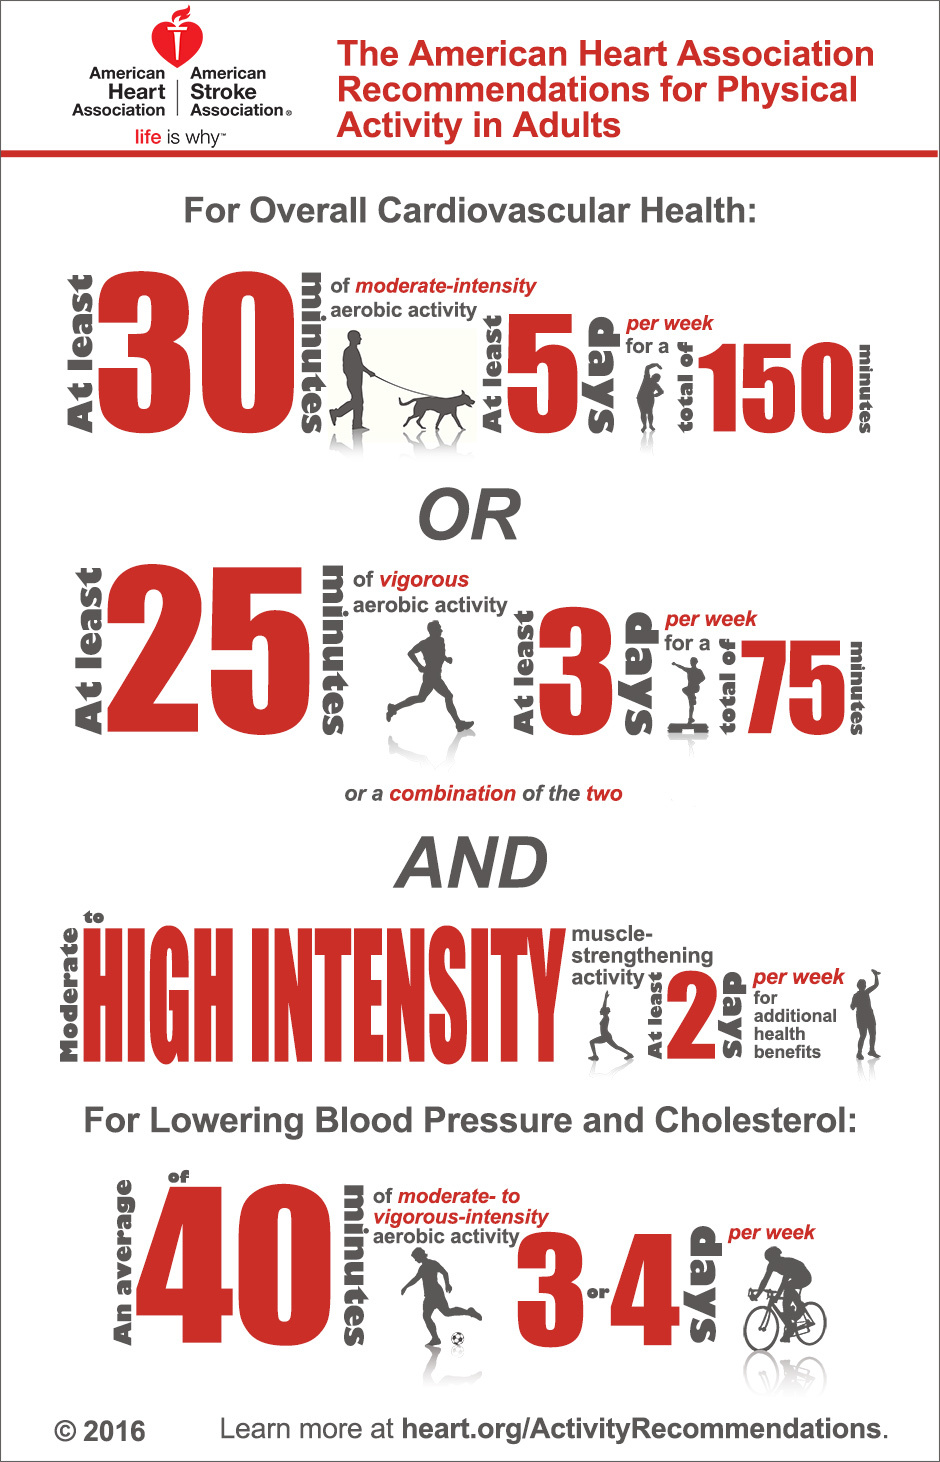 American Heart Association
American Stroke Association®
life is why™
The American Heart Association
Recommendations for Physical
Activity in Adults
For Overall Cardiovascular Health:
At least 30 minutes
of moderate-intensity
aerobic activity
At least 5 days
per week
for a
total of 150 minutes
OR
At least 25 minutes
of vigorous
aerobic activity
At least 3 days
per week
for a
total of 75 minutes
or a combination of the two
AND
Moderate to HIGH INTENSITY
muscle-
strengthening
activity
At least 2 days
per week
for
additional
health
benefits
For Lowering Blood Pressure and Cholesterol:
An average of 40 minutes
of moderate- to
vigorous-intensity
aerobic activity
3 or 4 days
per week
© 2016
Learn more at heart.org/ActivityRecommendations.